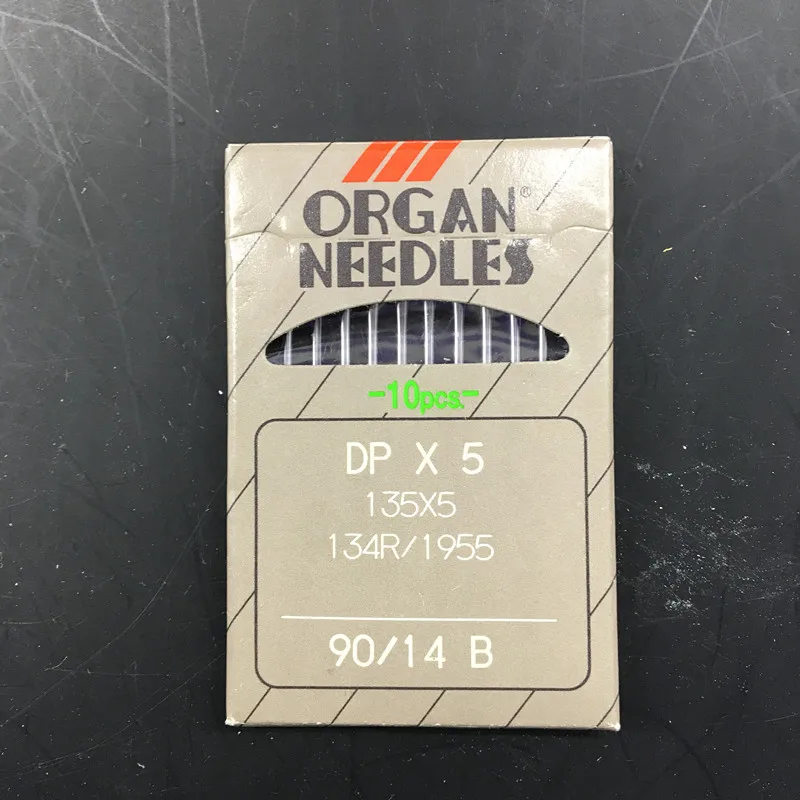 ORGAN®
NEEDLES
-10pcs.-
DP X 5
135X5
134R/1955
90/14 B